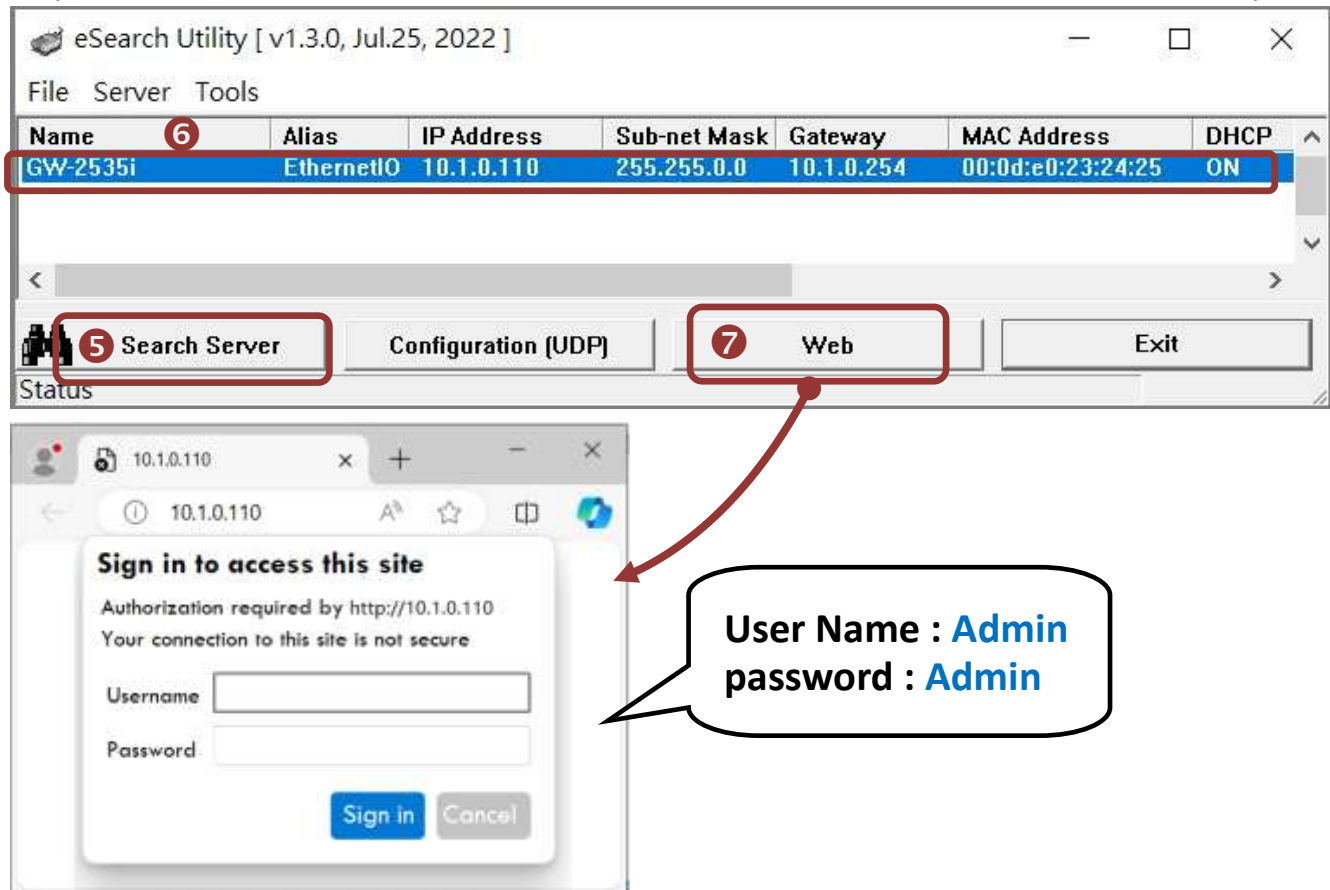 eSearch Utility [ v1.3.0, Jul.25, 2022 ]
File Server Tools
Name 6 Alias IP Address Sub-net Mask Gateway MAC Address DHCP
GW-2535i EthernetIO 10.1.0.110 255.255.0.0 10.1.0.254 00:0d:e0:23:24:25 ON
5 Search Server Configuration (UDP) 7 Web Exit
Status
10.1.0.110
10.1.0.110
Sign in to access this site
Authorization required by http://10.1.0.110
Your connection to this site is not secure
Username
Password
Sign in Cancel
User Name : Admin
password : Admin